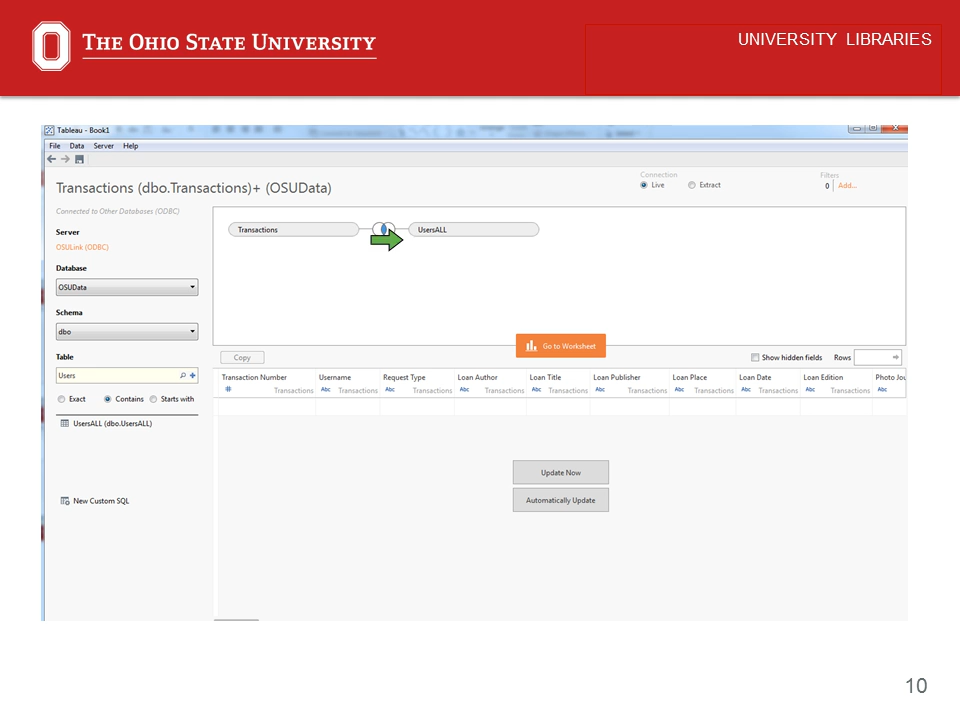 THE OHIO STATE UNIVERSITY
UNIVERSITY LIBRARIES
Tableau - Book1
File Data Server Help
Transactions (dbo.Transactions)+ (OSUData)
Connection
Live Extract
Filters
0 Add...
Connected to Other Databases (ODBC)
Server
OSULink (ODBC)
Database
OSUData
Schema
dbo
Table
Users
Exact Contains Starts with
UsersALL (dbo.UsersALL)
New Custom SQL
Transactions UsersALL
Go to Worksheet
Copy Show hidden fields Rows
Transaction Number Username Request Type Loan Author Loan Title Loan Publisher Loan Place Loan Date Loan Edition Photo Jou
# Transactions Abc Transactions Abc Transactions Abc Transactions Abc Transactions Abc Transactions Abc Transactions Abc Transactions Abc Transactions Abc
Update Now
Automatically Update
10